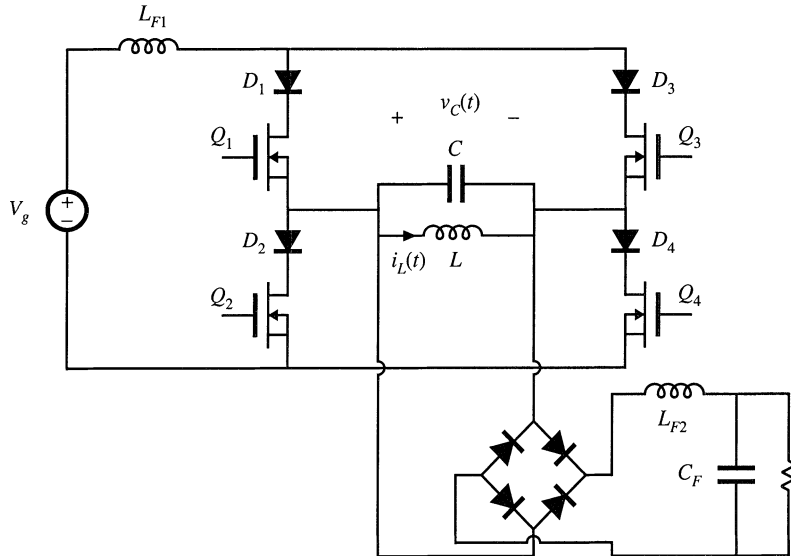 L_{F1}
D_1
D_3
+ v_C(t) −
Q_1
C
Q_3
V_g
+
−
D_2
D_4
i_L(t)
L
Q_2
Q_4
L_{F2}
C_F